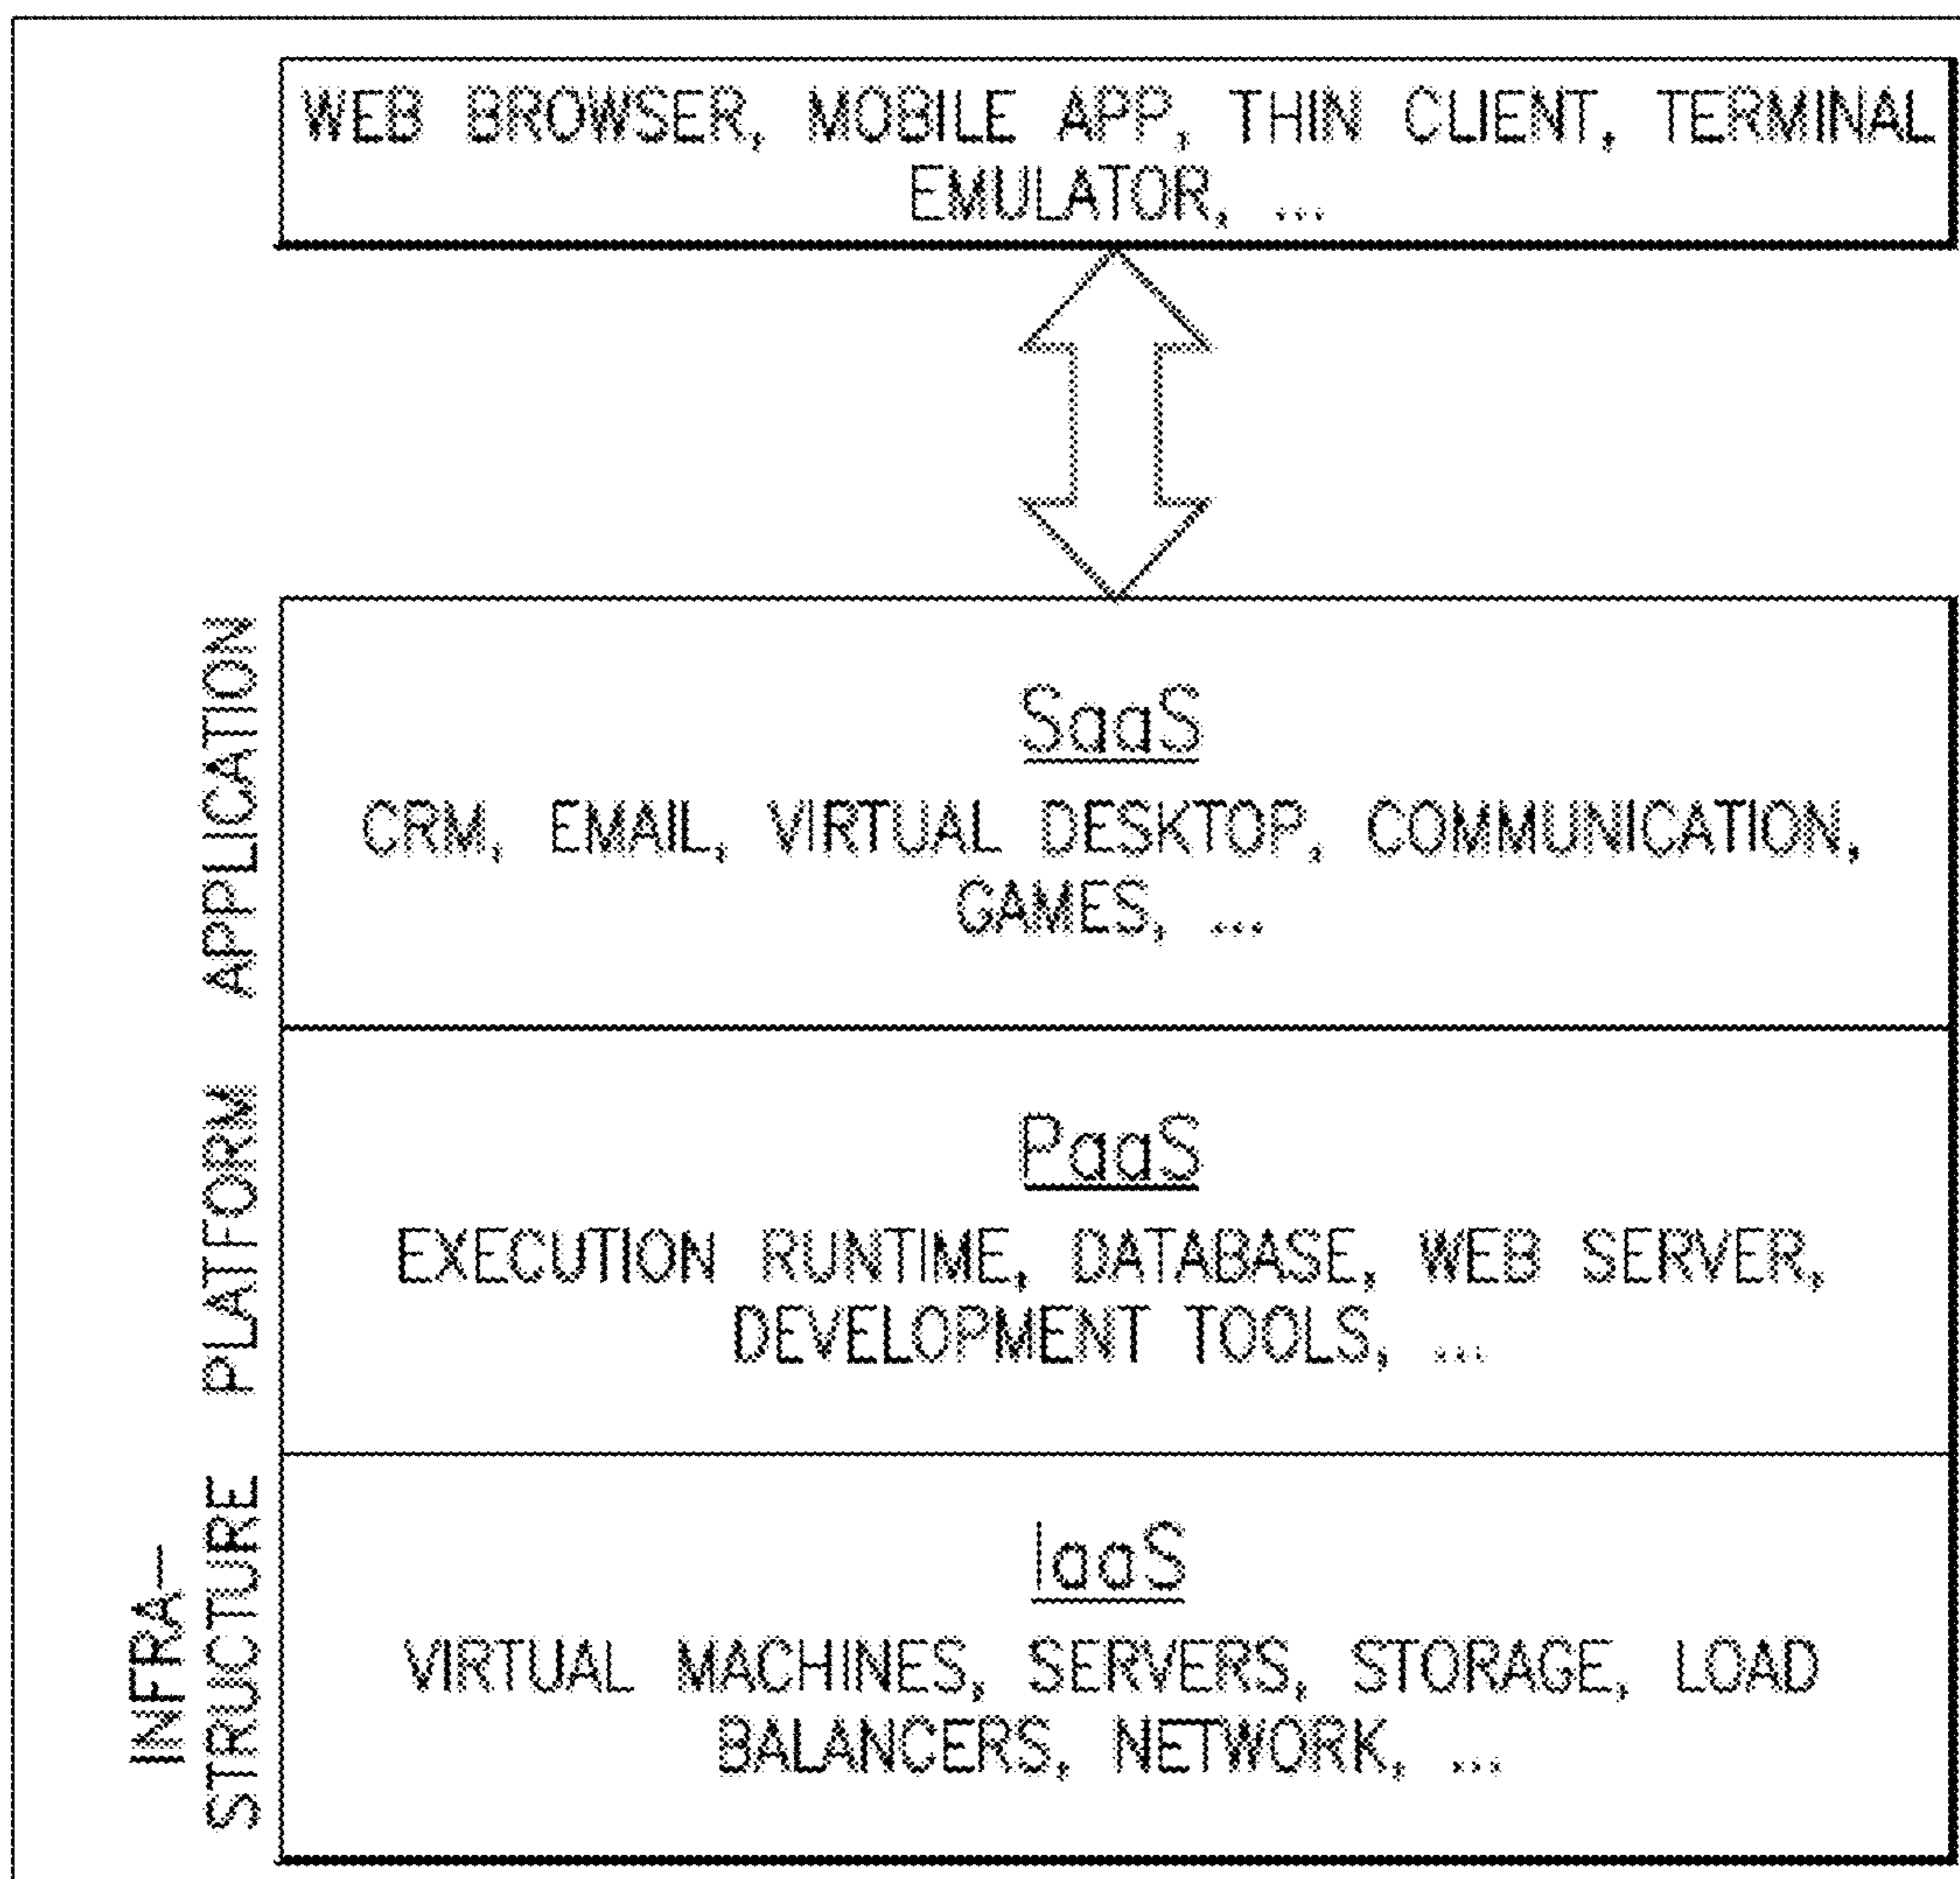 WEB BROWSER, MOBILE APP, THIN CLIENT, TERMINAL
EMULATOR, ...
APPLICATION
SaaS
CRM, EMAIL, VIRTUAL DESKTOP, COMMUNICATION,
GAMES, ...
PLATFORM
PaaS
EXECUTION RUNTIME, DATABASE, WEB SERVER,
DEVELOPMENT TOOLS, ...
INFRA–
STRUCTURE
IaaS
VIRTUAL MACHINES, SERVERS, STORAGE, LOAD
BALANCERS, NETWORK, ...